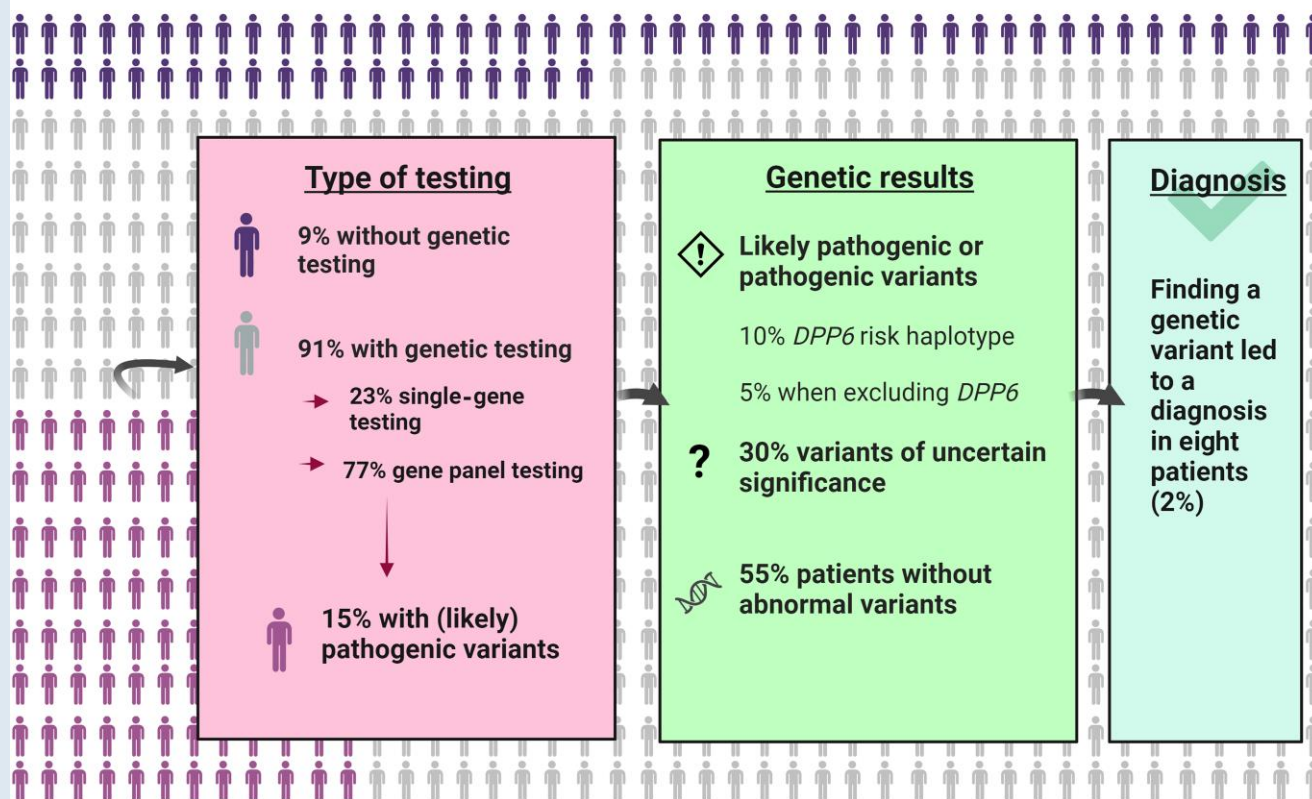 Type of testing
9% without genetic
testing
91% with genetic testing
23% single-gene
testing
77% gene panel testing
15% with (likely)
pathogenic variants
Genetic results
Likely pathogenic or
pathogenic variants
10% DPP6 risk haplotype
5% when excluding DPP6
?
30% variants of uncertain
significance
55% patients without
abnormal variants
Diagnosis
Finding a
genetic
variant led
to a
diagnosis
in eight
patients
(2%)